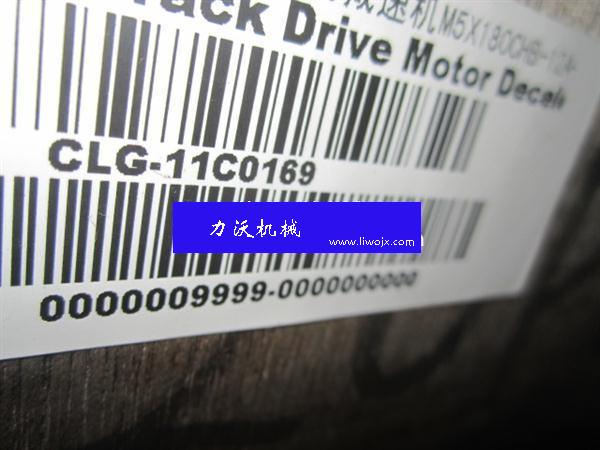 减速机M5X180CHB-12A-
Track Drive Motor Decele
CLG-11C0169
力沃机械
www.liwojx.com
0000009999-0000000000